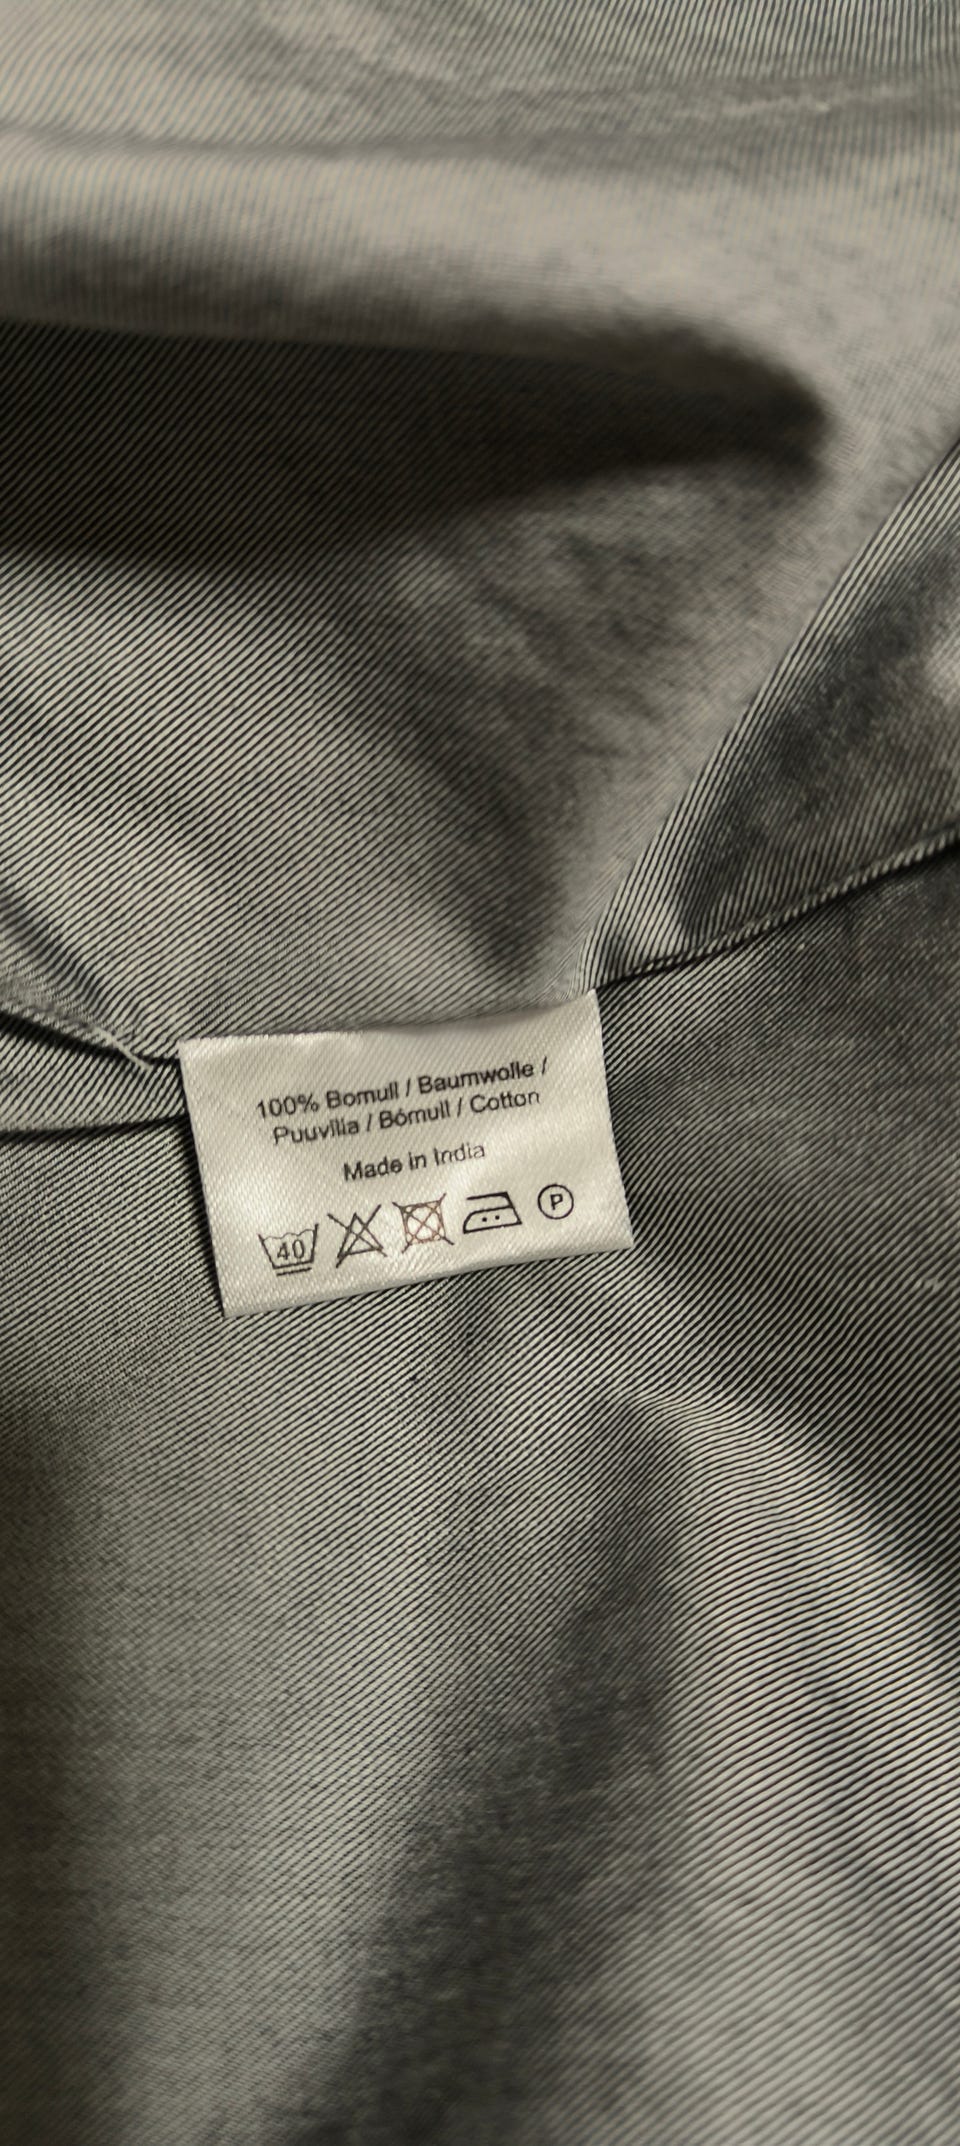 100% Bomull / Baumwolle /
Puuvilla / Bómull / Cotton
Made in India
40 P